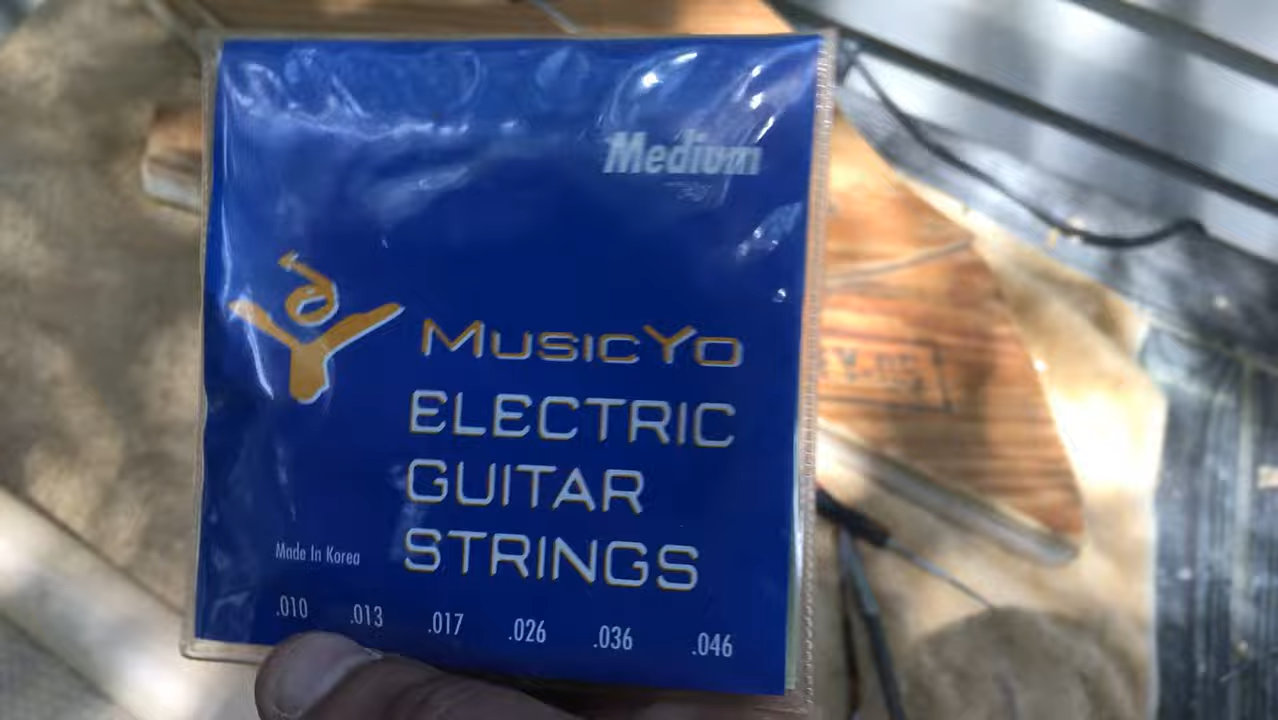 Medium
MUSICYO
ELECTRIC
GUITAR
STRINGS
Made In Korea
.010 .013 .017 .026 .036 .046